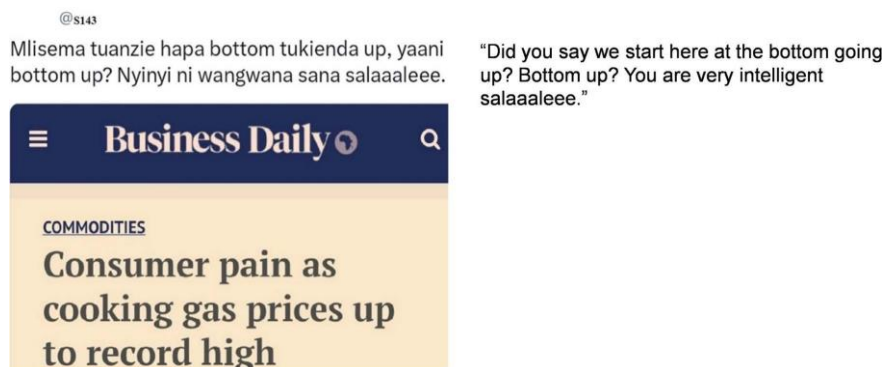 @S143
Mlisema tuanzie hapa bottom tukienda up, yaani
bottom up? Nyinyi ni wangwana sana salaaaleee.
Business Daily
COMMODITIES
Consumer pain as
cooking gas prices up
to record high
“Did you say we start here at the bottom going
up? Bottom up? You are very intelligent
salaaaleee.”